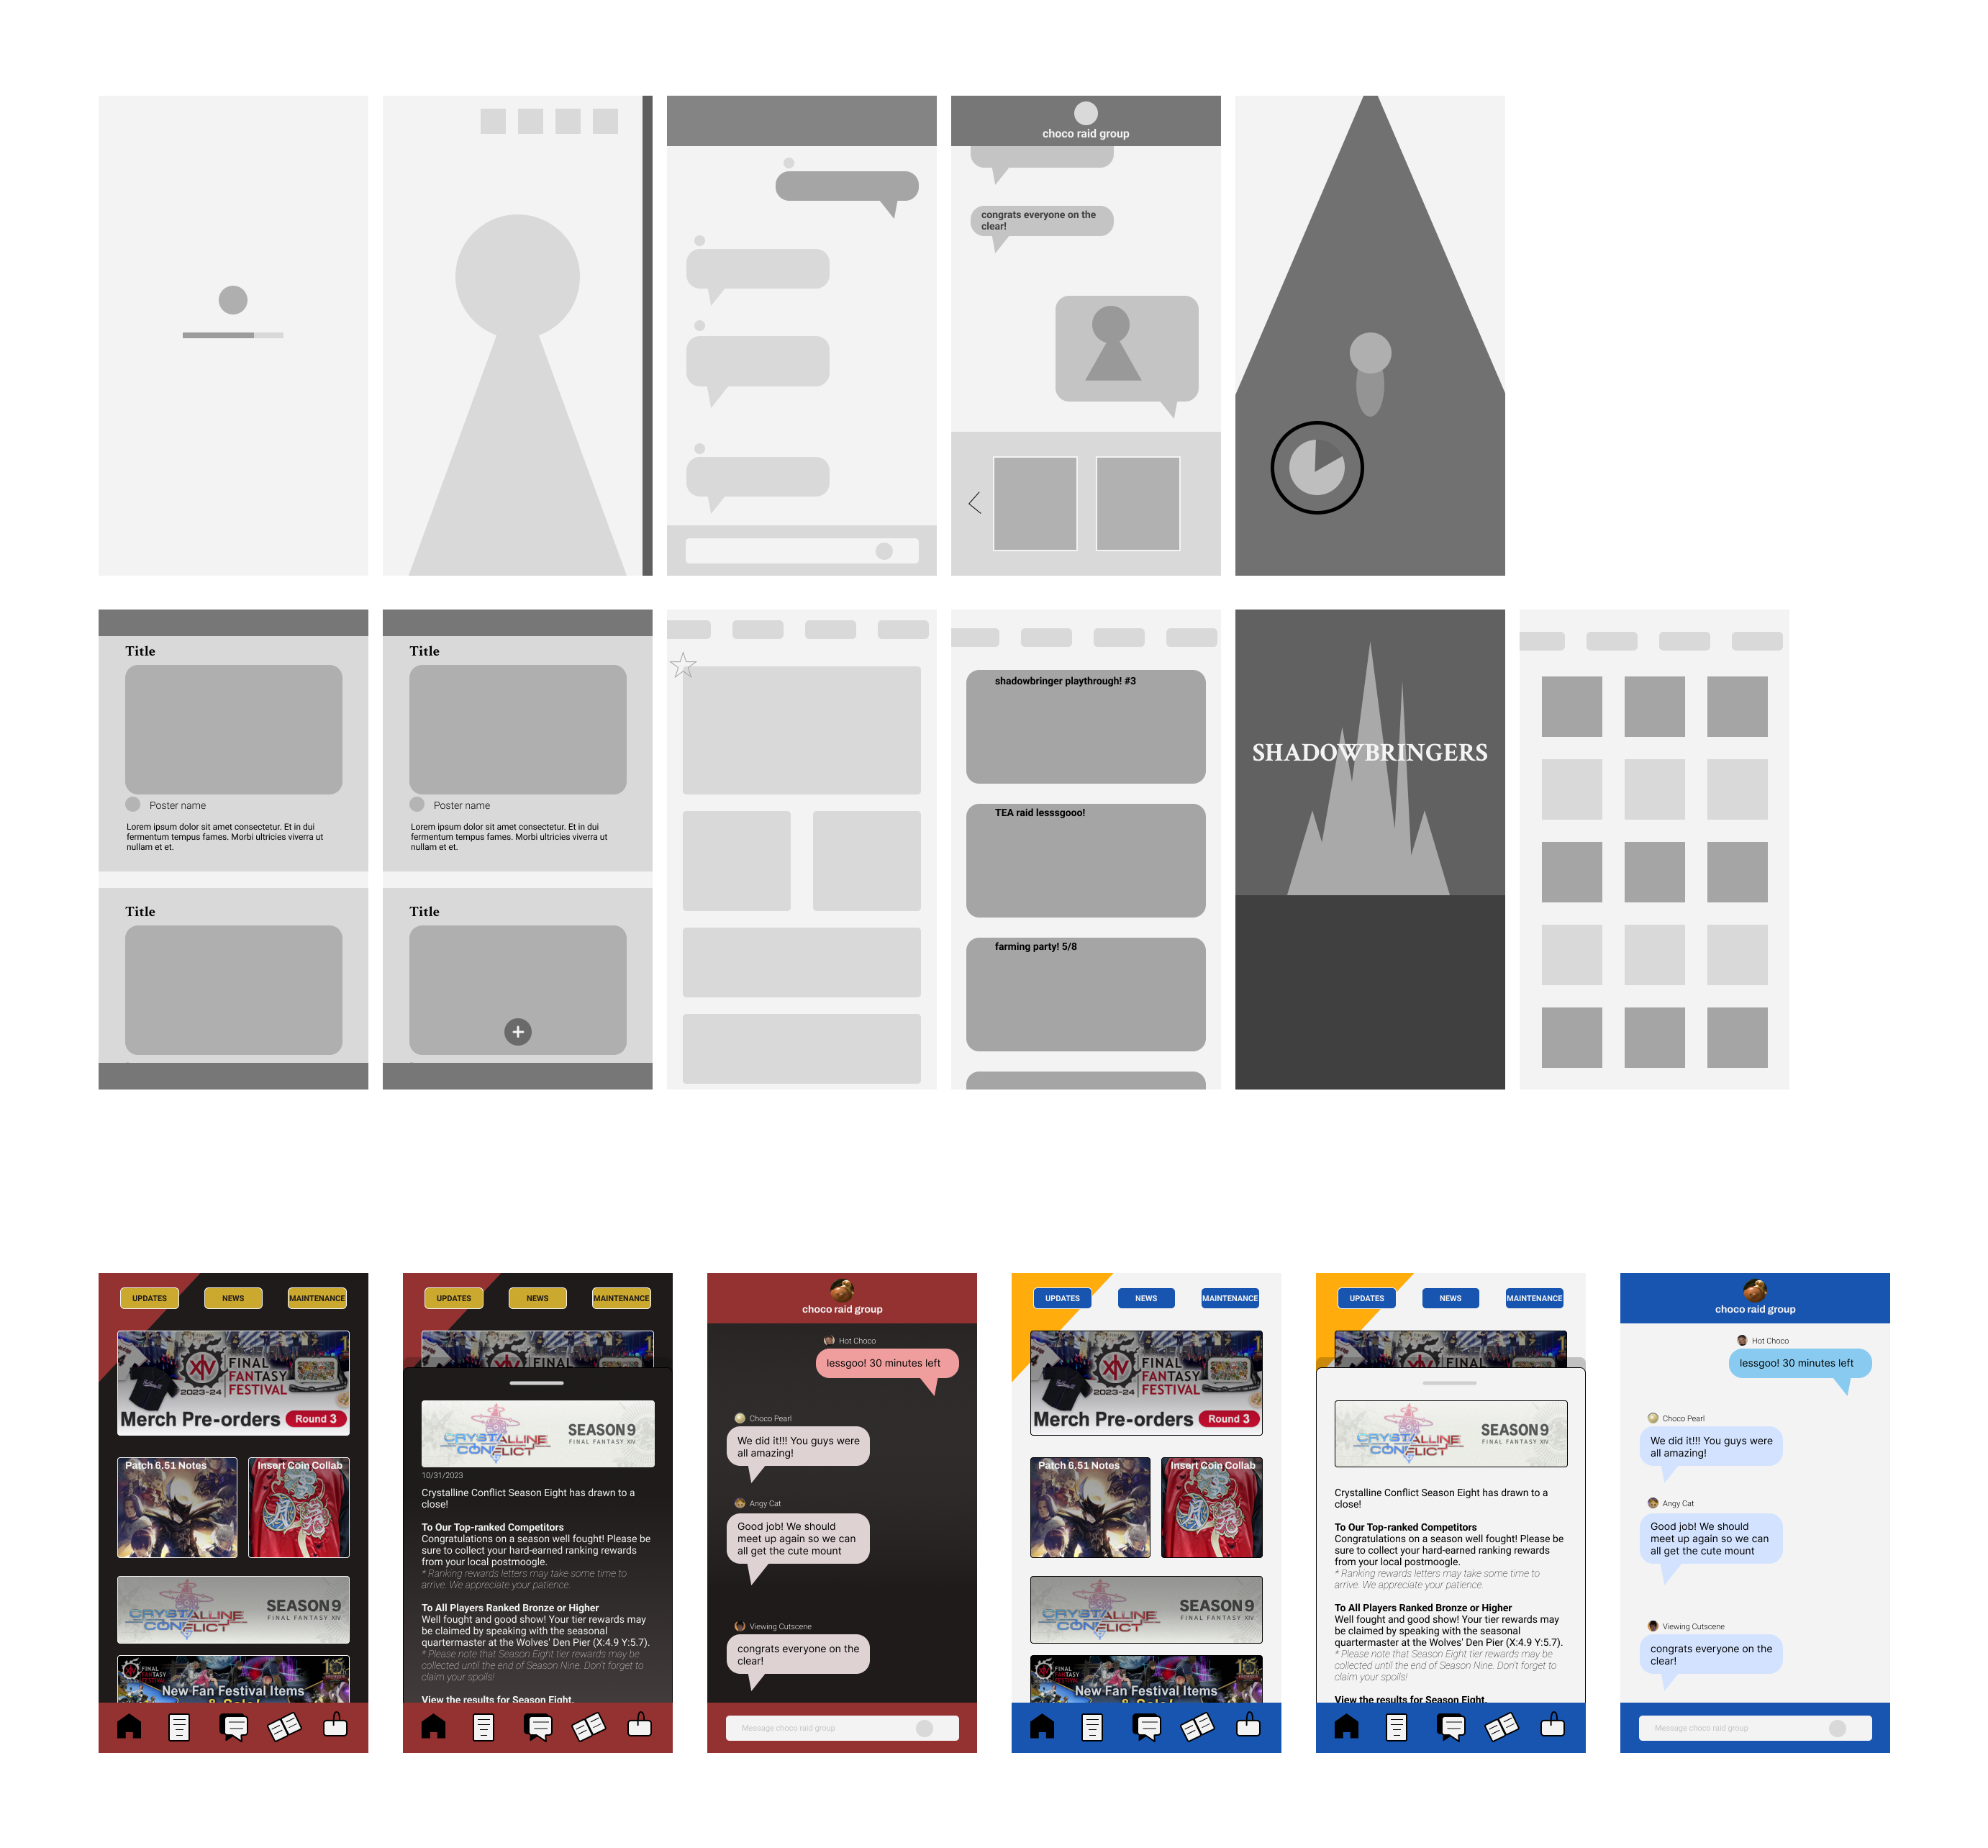 choco raid group
congrats everyone on the
clear!
Title
Poster name
Lorem ipsum dolor sit amet consectetur. Et in dui
fermentum tempus fames. Morbi ultricies viverra ut
nullam et et.
Title
Title
Poster name
Lorem ipsum dolor sit amet consectetur. Et in dui
fermentum tempus fames. Morbi ultricies viverra ut
nullam et et.
Title
shadowbringer playthrough! #3
TEA raid lesssgooo!
farming party! 5/8
SHADOWBRINGERS
UPDATES
NEWS
MAINTENANCE
XIV
FINAL
FANTASY
FESTIVAL
2023-24
Merch Pre-orders
Round 3
Patch 6.51 Notes
Insert Coin Collab
CRYSTALLINE
CONFLICT
SEASON 9
FINAL FANTASY XIV
FINAL
FANTASY
FESTIVAL
New Fan Festival Items
& Sale!
UPDATES
NEWS
MAINTENANCE
XIV
FINAL
FANTASY
CRYSTALLINE
CONFLICT
SEASON 9
FINAL FANTASY XIV
10/31/2023
Crystalline Conflict Season Eight has drawn to a
close!
To Our Top-ranked Competitors
Congratulations on a season well fought! Please be
sure to collect your hard-earned ranking rewards
from your local postmoogle.
* Ranking rewards letters may take some time to
arrive. We appreciate your patience.
To All Players Ranked Bronze or Higher
Well fought and good show! Your tier rewards may
be claimed by speaking with the seasonal
quartermaster at the Wolves' Den Pier (X:4.9 Y:5.7).
* Please note that Season Eight tier rewards may be
collected until the end of Season Nine. Don't forget to
claim your spoils!
View the results for Season Eight.
choco raid group
Hot Choco
lessgoo! 30 minutes left
Choco Pearl
We did it!!! You guys were
all amazing!
Angy Cat
Good job! We should
meet up again so we can
all get the cute mount
Viewing Cutscene
congrats everyone on the
clear!
Message choco raid group
UPDATES
NEWS
MAINTENANCE
XIV
FINAL
FANTASY
FESTIVAL
2023-24
Merch Pre-orders
Round 3
Patch 6.51 Notes
Insert Coin Collab
CRYSTALLINE
CONFLICT
SEASON 9
FINAL FANTASY XIV
FINAL
FANTASY
FESTIVAL
New Fan Festival Items
& Sale!
UPDATES
NEWS
MAINTENANCE
XIV
FINAL
FANTASY
CRYSTALLINE
CONFLICT
SEASON 9
FINAL FANTASY XIV
Crystalline Conflict Season Eight has drawn to a
close!
To Our Top-ranked Competitors
Congratulations on a season well fought! Please be
sure to collect your hard-earned ranking rewards
from your local postmoogle.
* Ranking rewards letters may take some time to
arrive. We appreciate your patience.
To All Players Ranked Bronze or Higher
Well fought and good show! Your tier rewards may
be claimed by speaking with the seasonal
quartermaster at the Wolves' Den Pier (X:4.9 Y:5.7).
* Please note that Season Eight tier rewards may be
collected until the end of Season Nine. Don't forget to
claim your spoils!
View the results for Season Eight.
choco raid group
Hot Choco
lessgoo! 30 minutes left
Choco Pearl
We did it!!! You guys were
all amazing!
Angy Cat
Good job! We should
meet up again so we can
all get the cute mount
Viewing Cutscene
congrats everyone on the
clear!
Message choco raid group